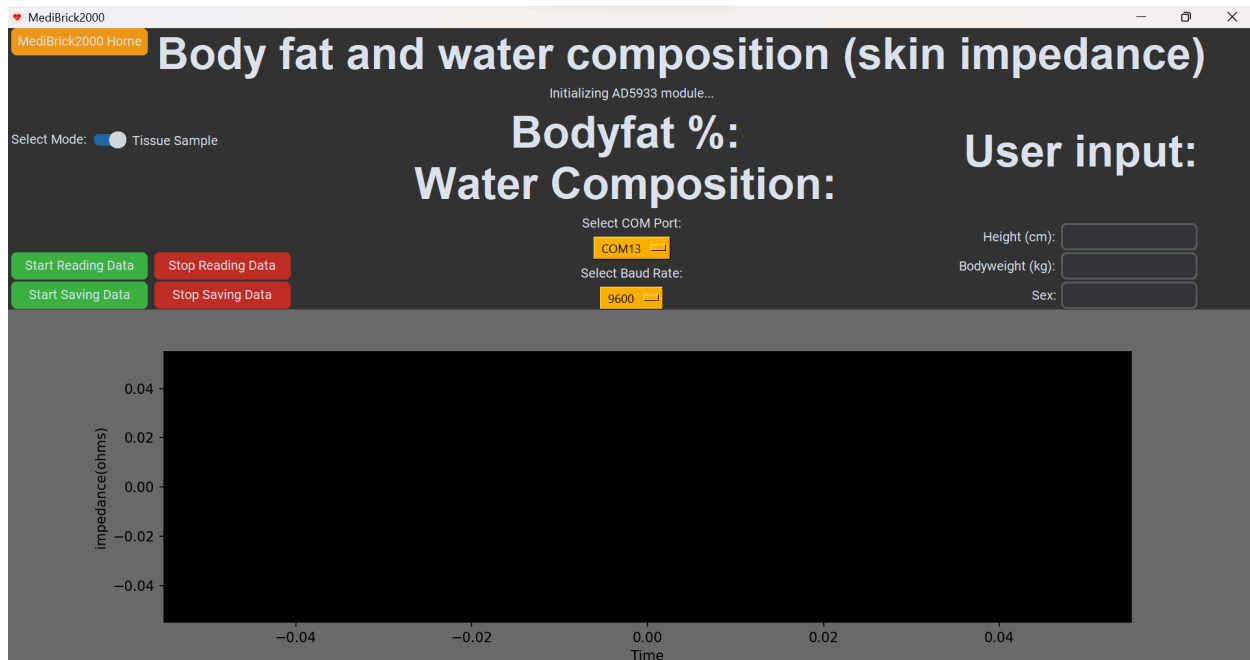 MediBrick2000
MediBrick2000 Home
Body fat and water composition (skin impedance)
Initializing AD5933 module...
Select Mode:
Tissue Sample
Bodyfat %:
Water Composition:
User input:
Select COM Port:
COM13
Select Baud Rate:
9600
Height (cm):
Bodyweight (kg):
Sex:
Start Reading Data
Stop Reading Data
Start Saving Data
Stop Saving Data
impedance(ohms)
0.04
0.02
0.00
−0.02
−0.04
−0.04
−0.02
0.00
0.02
0.04
Time